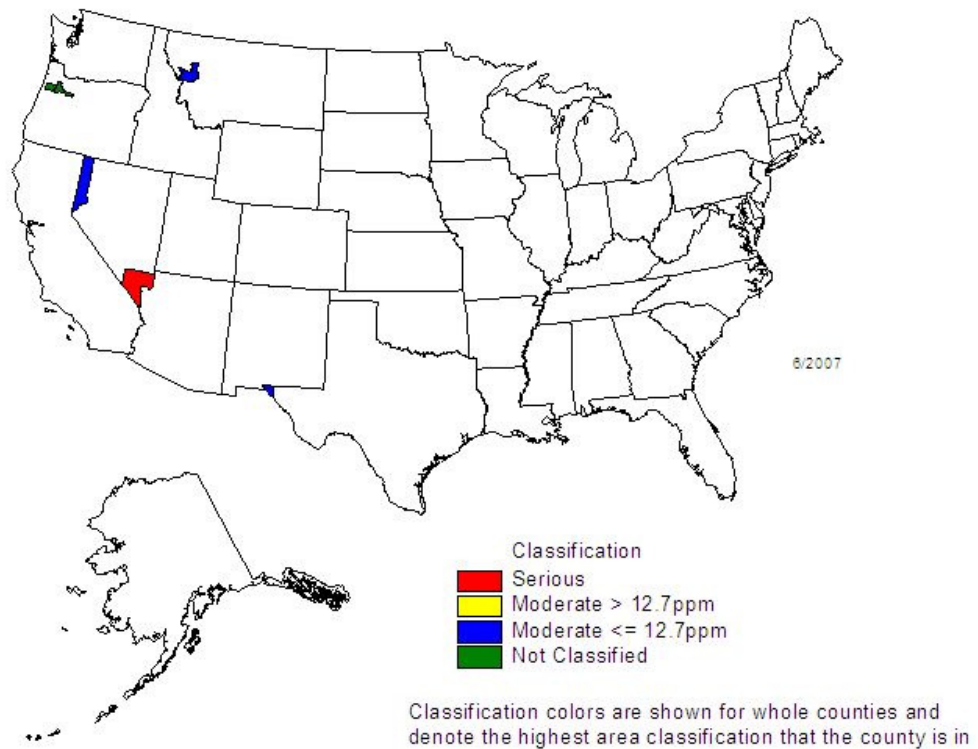 6/2007
Classification
Serious
Moderate > 12.7ppm
Moderate <= 12.7ppm
Not Classified
Classification colors are shown for whole counties and
denote the highest area classification that the county is in